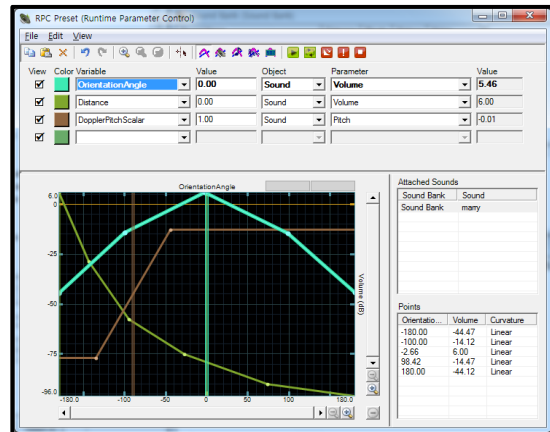 RPC Preset (Runtime Parameter Control)
File Edit View
View Color Variable Value Object Parameter Value
OrientationAngle 0.00 Sound Volume 5.46
Distance 0.00 Sound Volume 6.00
DopplerPitchScalar 1.00 Sound Pitch -0.01
OrientationAngle
6.0
0
-25
-50
-75
-96.0
-180.0 -100 0 100 180.0
Volume (dB)
Attached Sounds
Sound Bank Sound
Sound Bank marry
Points
Orientatio... Volume Curvature
-180.00 -44.47 Linear
-100.00 -14.12 Linear
-2.66 6.00 Linear
98.42 -14.47 Linear
180.00 -44.12 Linear